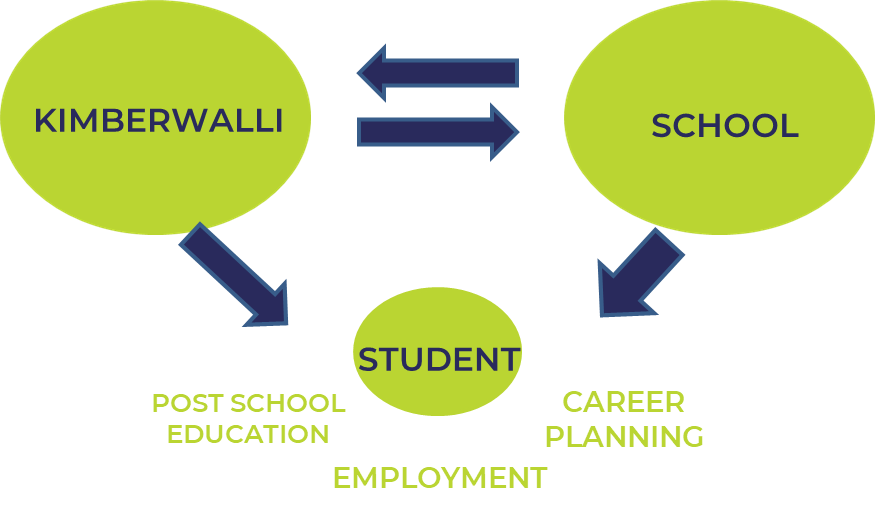 KIMBERWALLI
SCHOOL
STUDENT
POST SCHOOL
EDUCATION
CAREER
PLANNING
EMPLOYMENT